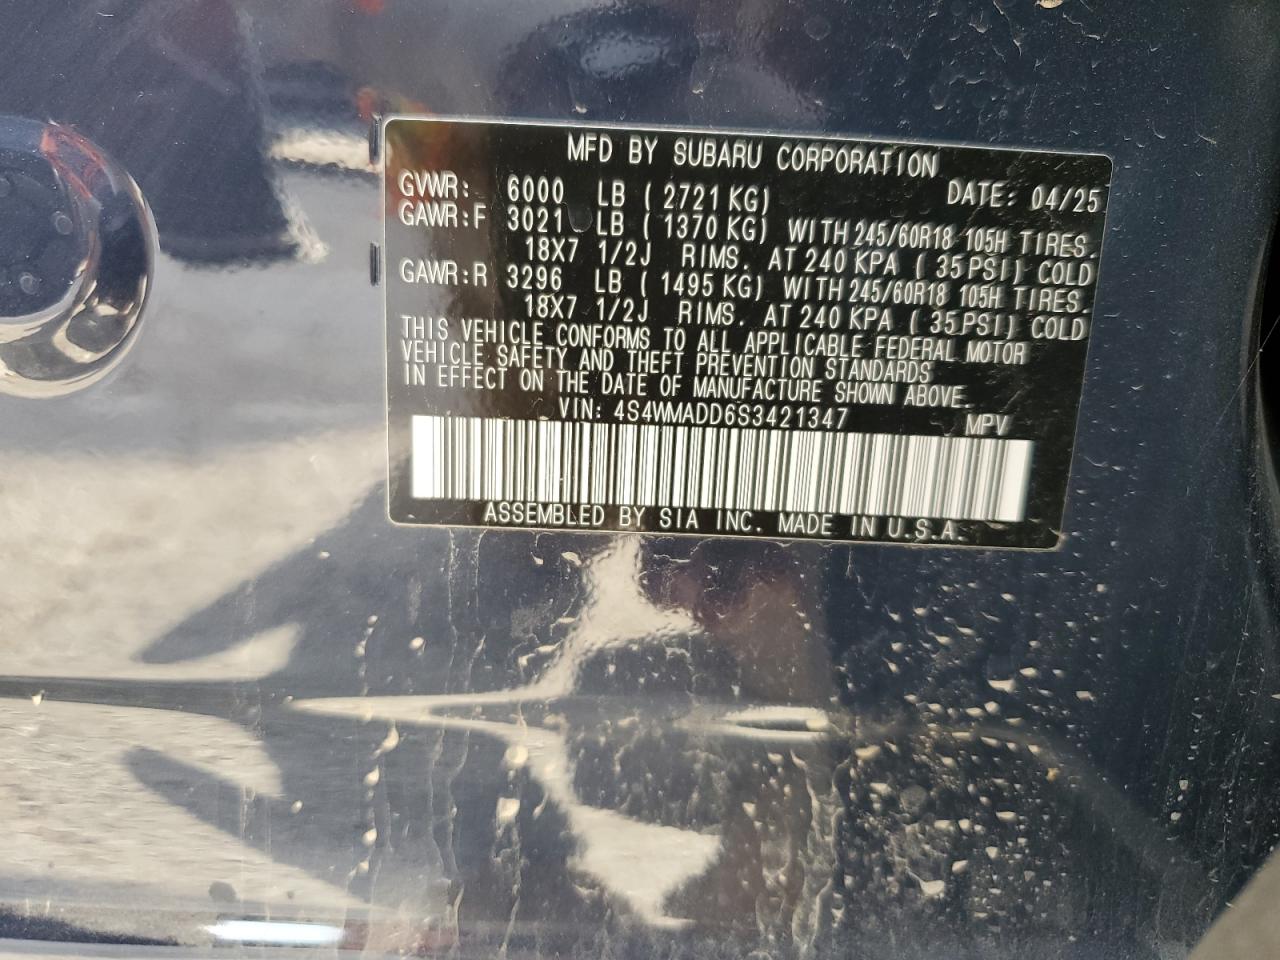 MFD BY SUBARU CORPORATION
GVWR: 6000 LB ( 2721 KG) DATE: 04/25
GAWR:F 3021 LB ( 1370 KG) WITH 245/60R18 105H TIRES.
18X7 1/2J RIMS. AT 240 KPA ( 35 PSI) COLD
GAWR:R 3296 LB ( 1495 KG) WITH 245/60R18 105H TIRES.
18X7 1/2J RIMS. AT 240 KPA ( 35 PSI) COLD
THIS VEHICLE CONFORMS TO ALL APPLICABLE FEDERAL MOTOR
VEHICLE SAFETY AND THEFT PREVENTION STANDARDS
IN EFFECT ON THE DATE OF MANUFACTURE SHOWN ABOVE.
VIN: 4S4WMADD6S3421347 MPV
ASSEMBLED BY SIA INC. MADE IN U.S.A.